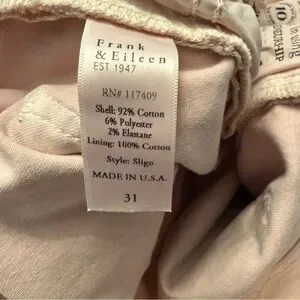 Frank
& Eileen
EST 1947
RN# 117409
Shell: 92% Cotton
6% Polyester
2% Elastane
Lining: 100% Cotton
Style: Sligo
MADE IN U.S.A.
31